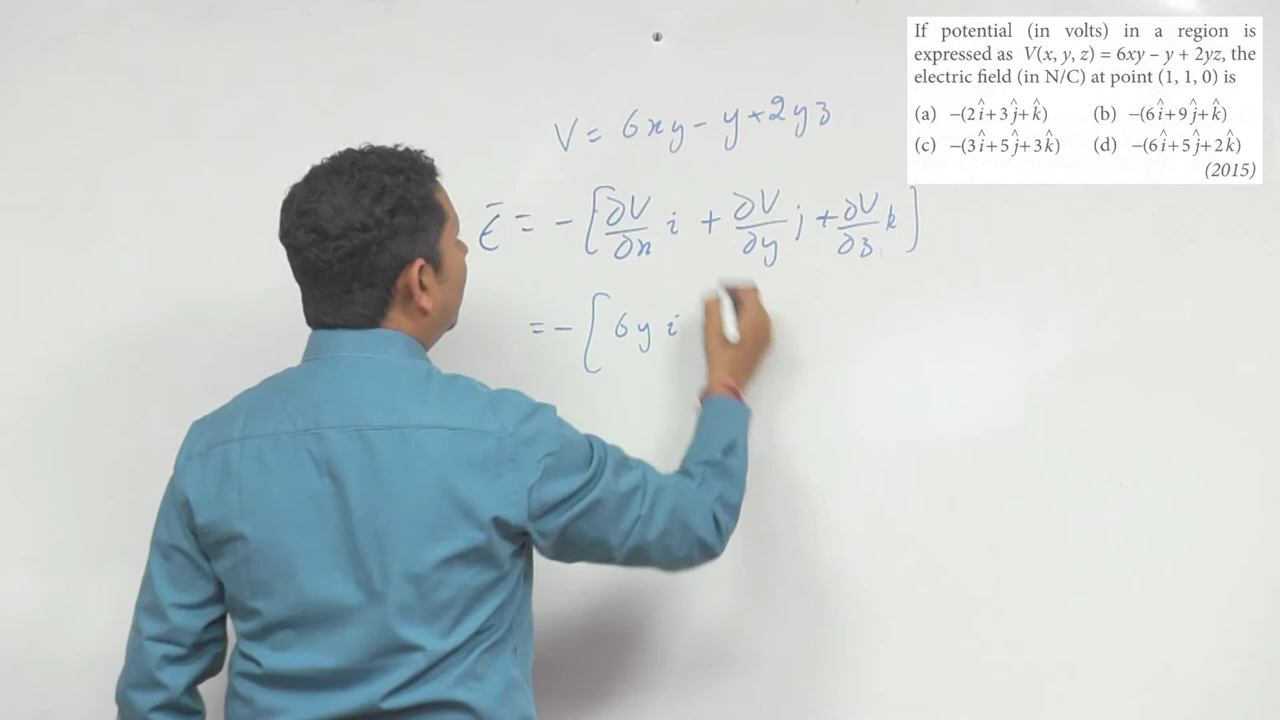 If potential (in volts) in a region is
expressed as V(x, y, z) = 6xy – y + 2yz, the
electric field (in N/C) at point (1, 1, 0) is
(a) –(2î+3ĵ+k̂) (b) –(6î+9ĵ+k̂)
(c) –(3î+5ĵ+3k̂) (d) –(6î+5ĵ+2k̂)
(2015)
V = 6xy - y + 2yz
Ē = - [∂V/∂x i + ∂V/∂y j + ∂V/∂z k]
= - [ 6y i